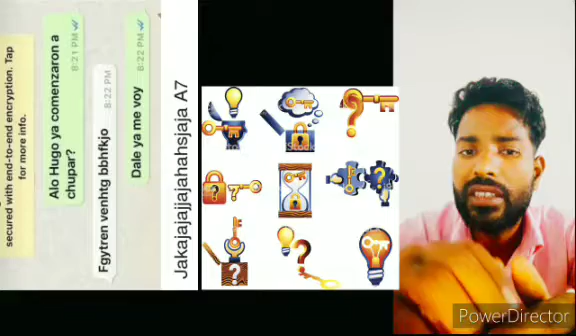 secured with end-to-end encryption. Tap
for more info.
Alo Hugo ya comenzaron a
chupar?
8:21 PM
Fgytren venhtg bbhfkjo
8:22 PM
Dale ya me voy
8:22 PM
Jakajajajjajahahsjaja A7
PowerDirector